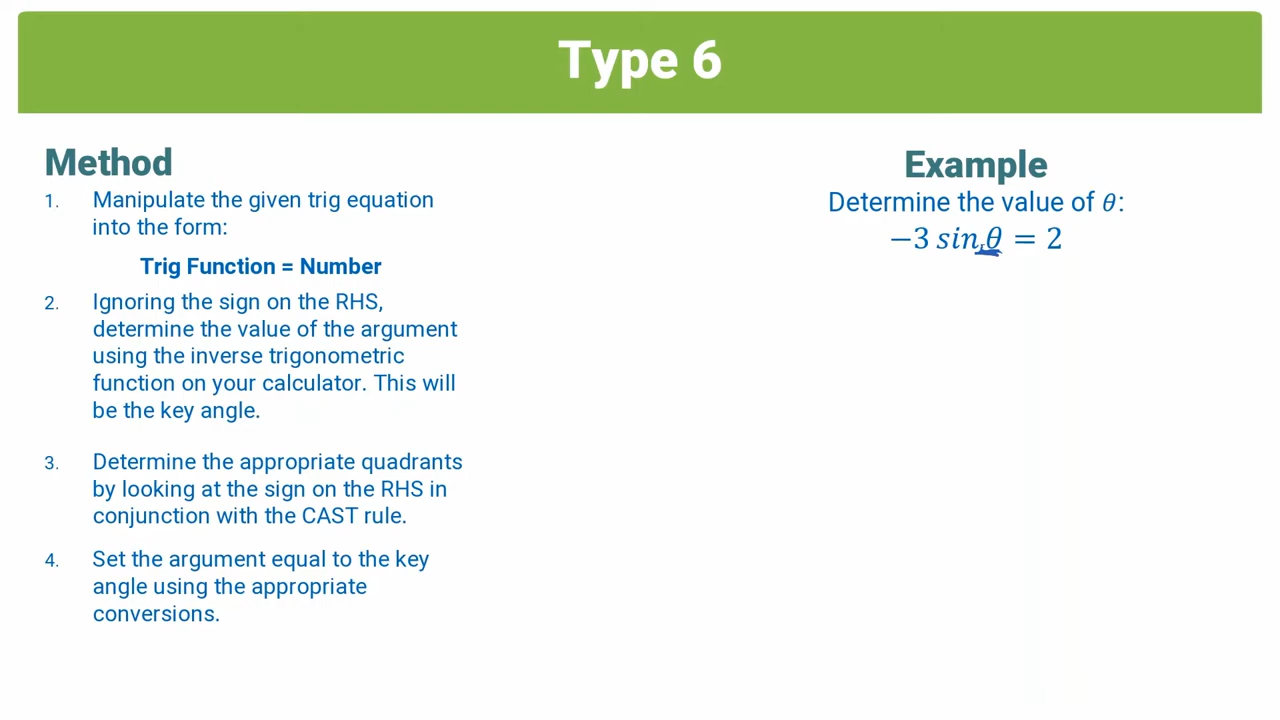 Type 6
Method
1. Manipulate the given trig equation
into the form:
Trig Function = Number
2. Ignoring the sign on the RHS,
determine the value of the argument
using the inverse trigonometric
function on your calculator. This will
be the key angle.
3. Determine the appropriate quadrants
by looking at the sign on the RHS in
conjunction with the CAST rule.
4. Set the argument equal to the key
angle using the appropriate
conversions.
Example
Determine the value of θ:
−3 sin θ = 2